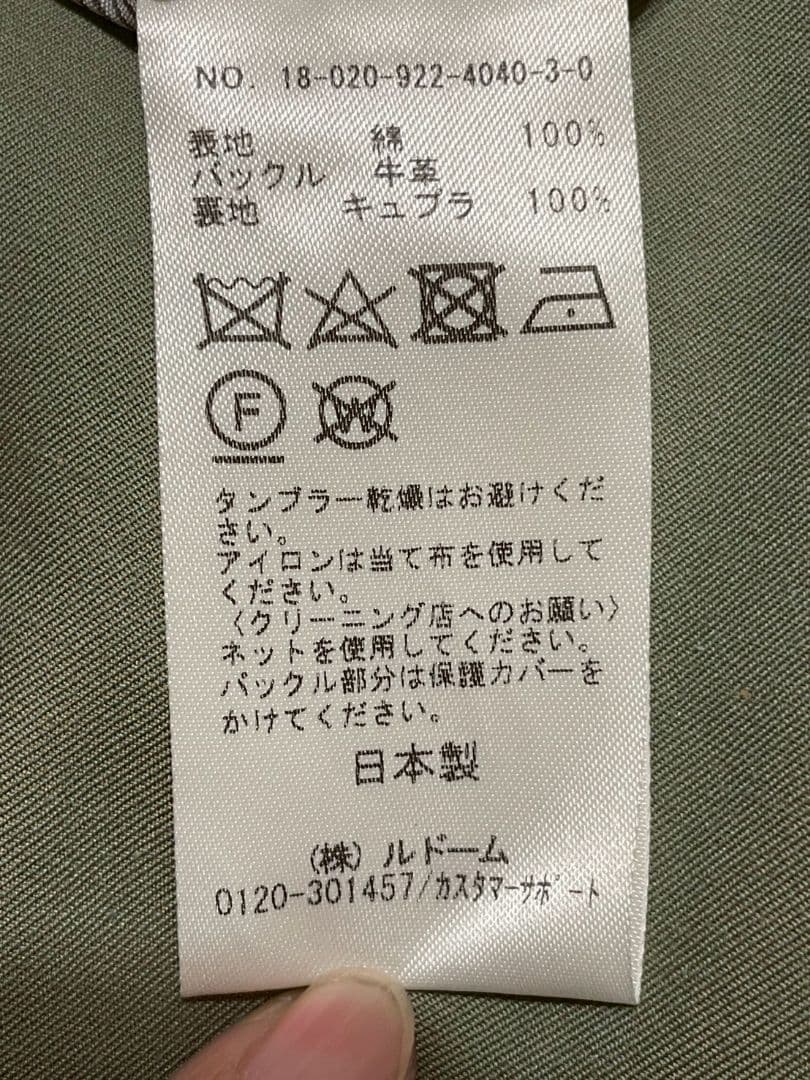 NO. 18-020-922-4040-3-0
表地 綿 100%
バックル 牛革
裏地 キュプラ 100%
F
W
タンブラー乾燥はお避けくだ
さい。
アイロンは当て布を使用して
ください。
〈クリーニング店へのお願い〉
ネットを使用してください。
バックル部分は保護カバーを
かけてください。
日本製
(株) ルドーム
0120-301457/カスタマーサポート